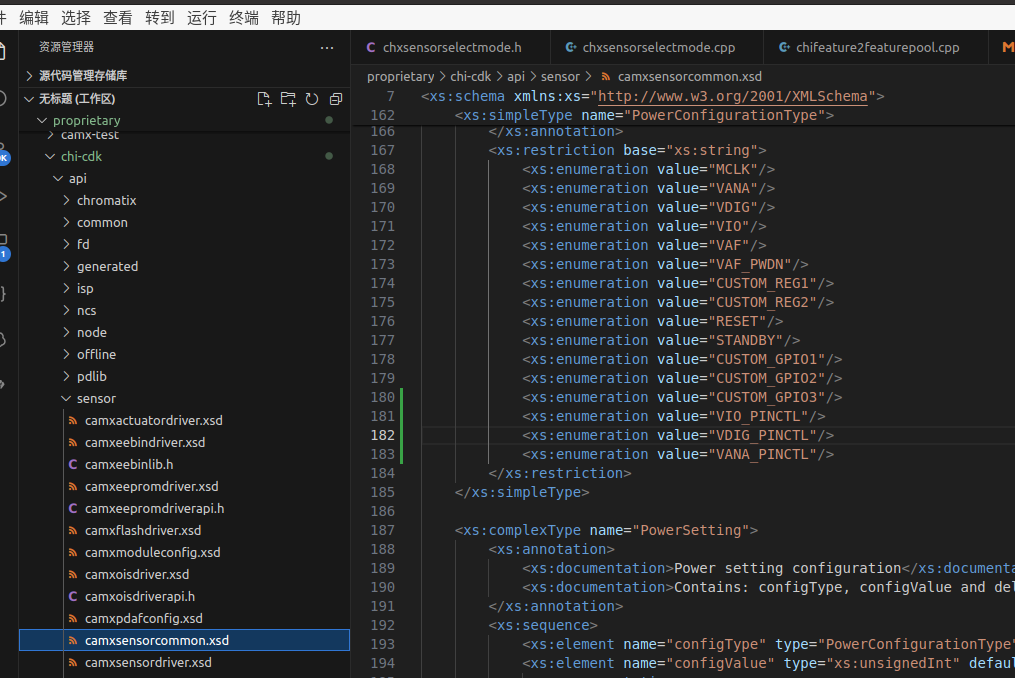 编辑 选择 查看 转到 运行 终端 帮助
资源管理器 ···
源代码管理存储库
无标题 (工作区)
proprietary
camx-test
chi-cdk
api
chromatix
common
fd
generated
isp
ncs
node
offline
pdlib
sensor
camxactuatordriver.xsd
camxeebindriver.xsd
C camxeebinlib.h
camxeepromdriver.xsd
C camxeepromdriverapi.h
camxflashdriver.xsd
camxmoduleconfig.xsd
camxoisdriver.xsd
C camxoisdriverapi.h
camxpdafconfig.xsd
camxsensorcommon.xsd
camxsensordriver.xsd
K
1
C chxsensorselectmode.h C+ chxsensorselectmode.cpp C+ chifeature2featurepool.cpp M
proprietary > chi-cdk > api > sensor > camxsensorcommon.xsd
7 <xs:schema xmlns:xs="http://www.w3.org/2001/XMLSchema">
162 <xs:simpleType name="PowerConfigurationType">
166 </xs:annotation>
167 <xs:restriction base="xs:string">
168 <xs:enumeration value="MCLK"/>
169 <xs:enumeration value="VANA"/>
170 <xs:enumeration value="VDIG"/>
171 <xs:enumeration value="VIO"/>
172 <xs:enumeration value="VAF"/>
173 <xs:enumeration value="VAF_PWDN"/>
174 <xs:enumeration value="CUSTOM_REG1"/>
175 <xs:enumeration value="CUSTOM_REG2"/>
176 <xs:enumeration value="RESET"/>
177 <xs:enumeration value="STANDBY"/>
178 <xs:enumeration value="CUSTOM_GPIO1"/>
179 <xs:enumeration value="CUSTOM_GPIO2"/>
180 <xs:enumeration value="CUSTOM_GPIO3"/>
181 <xs:enumeration value="VIO_PINCTL"/>
182 <xs:enumeration value="VDIG_PINCTL"/>
183 <xs:enumeration value="VANA_PINCTL"/>
184 </xs:restriction>
185 </xs:simpleType>
186
187 <xs:complexType name="PowerSetting">
188 <xs:annotation>
189 <xs:documentation>Power setting configuration</xs:documenta
190 <xs:documentation>Contains: configType, configValue and del
191 </xs:annotation>
192 <xs:sequence>
193 <xs:element name="configType" type="PowerConfigurationType"
194 <xs:element name="configValue" type="xs:unsignedInt" defau